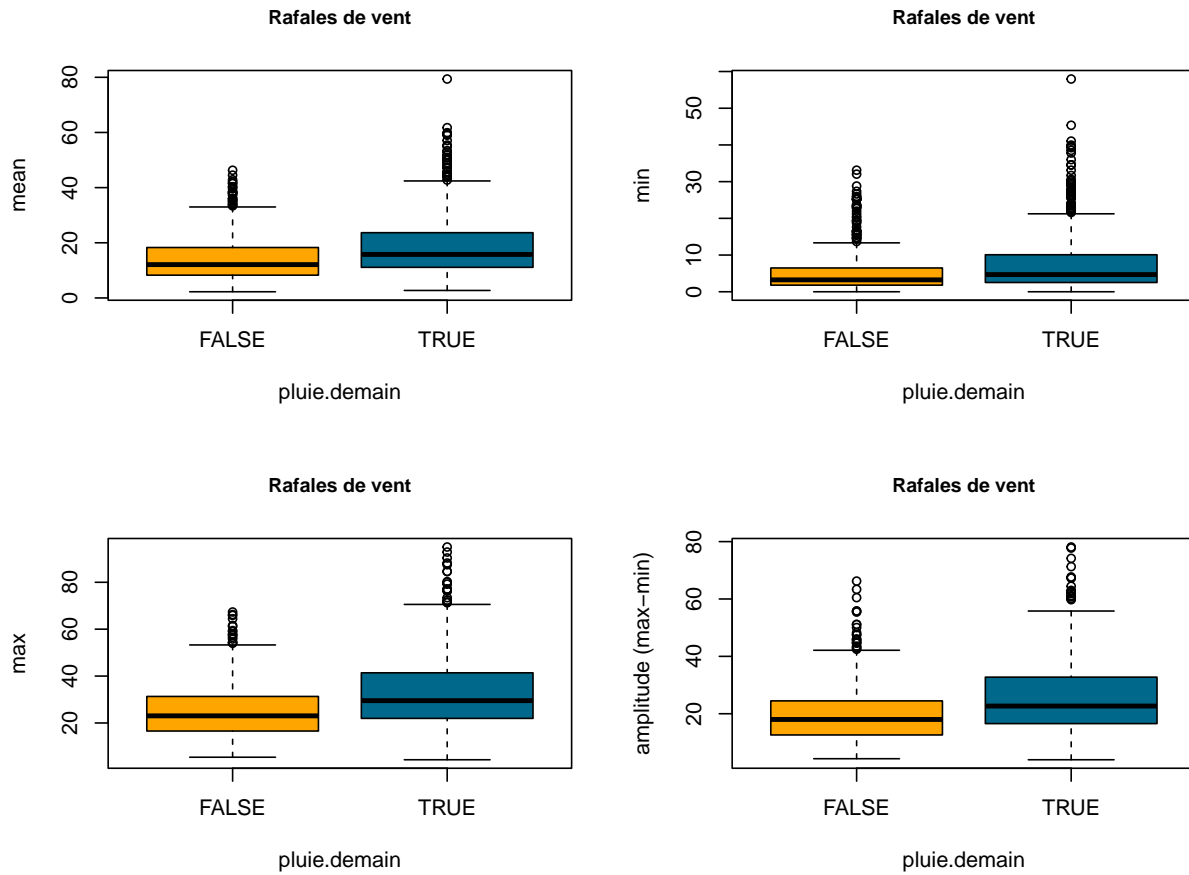 Rafales de vent
mean
80
60
40
20
0
FALSE
TRUE
pluie.demain
Rafales de vent
min
50
30
10
0
FALSE
TRUE
pluie.demain
Rafales de vent
max
80
60
40
20
FALSE
TRUE
pluie.demain
Rafales de vent
amplitude (max−min)
80
60
40
20
FALSE
TRUE
pluie.demain